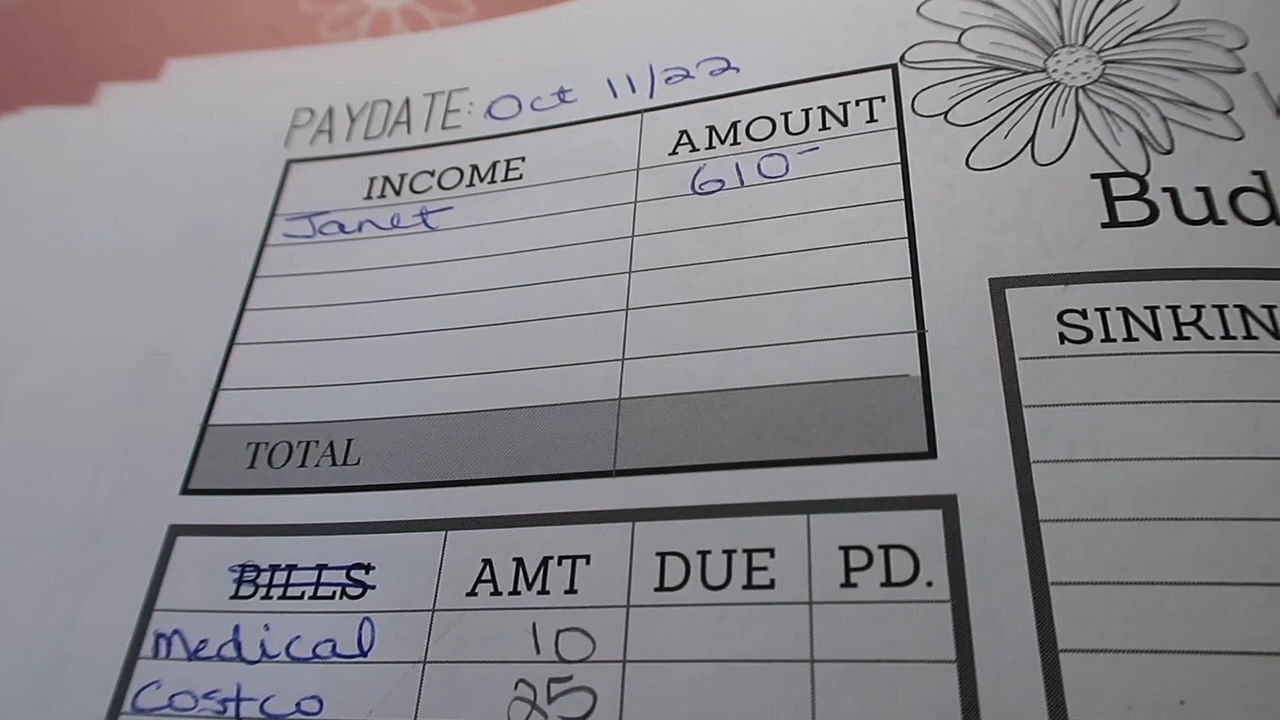 PAYDATE: Oct 11/22
INCOME AMOUNT
Janet 610-
TOTAL
Bud
SINKIN
BILLS AMT DUE PD.
medical 10
Costco 25